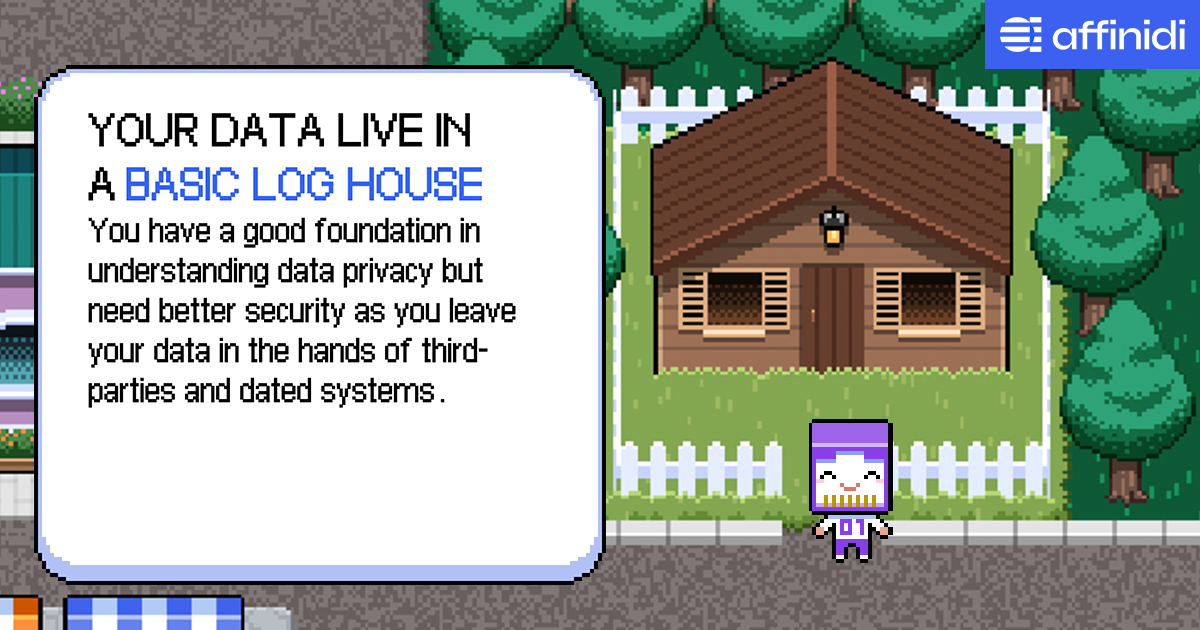 affinidi
YOUR DATA LIVE IN
A BASIC LOG HOUSE
You have a good foundation in
understanding data privacy but
need better security as you leave
your data in the hands of third-
parties and dated systems.
01